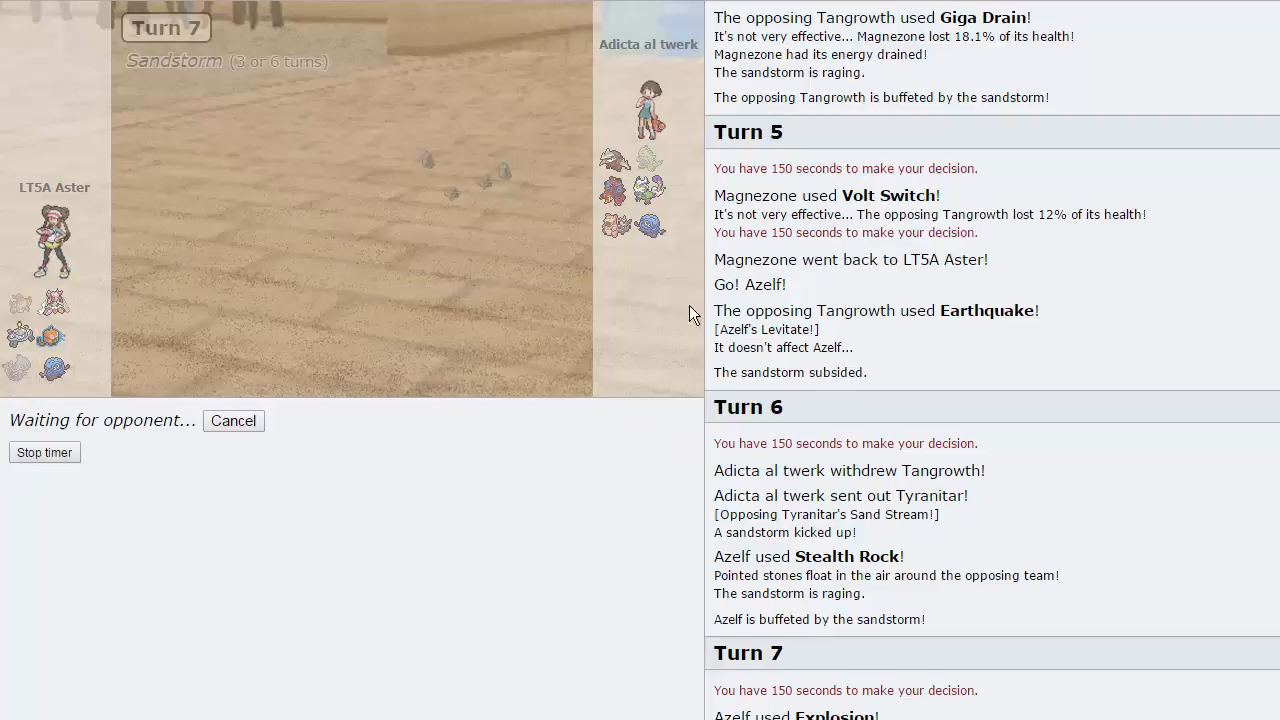 Turn 7
Sandstorm (3 or 6 turns)
Adicta al twerk
LT5A Aster
Waiting for opponent... Cancel
Stop timer
The opposing Tangrowth used Giga Drain!
It's not very effective... Magnezone lost 18.1% of its health!
Magnezone had its energy drained!
The sandstorm is raging.
The opposing Tangrowth is buffeted by the sandstorm!
Turn 5
You have 150 seconds to make your decision.
Magnezone used Volt Switch!
It's not very effective... The opposing Tangrowth lost 12% of its health!
You have 150 seconds to make your decision.
Magnezone went back to LT5A Aster!
Go! Azelf!
The opposing Tangrowth used Earthquake!
[Azelf's Levitate!]
It doesn't affect Azelf...
The sandstorm subsided.
Turn 6
You have 150 seconds to make your decision.
Adicta al twerk withdrew Tangrowth!
Adicta al twerk sent out Tyranitar!
[Opposing Tyranitar's Sand Stream!]
A sandstorm kicked up!
Azelf used Stealth Rock!
Pointed stones float in the air around the opposing team!
The sandstorm is raging.
Azelf is buffeted by the sandstorm!
Turn 7
You have 150 seconds to make your decision.
Azelf used Explosion!